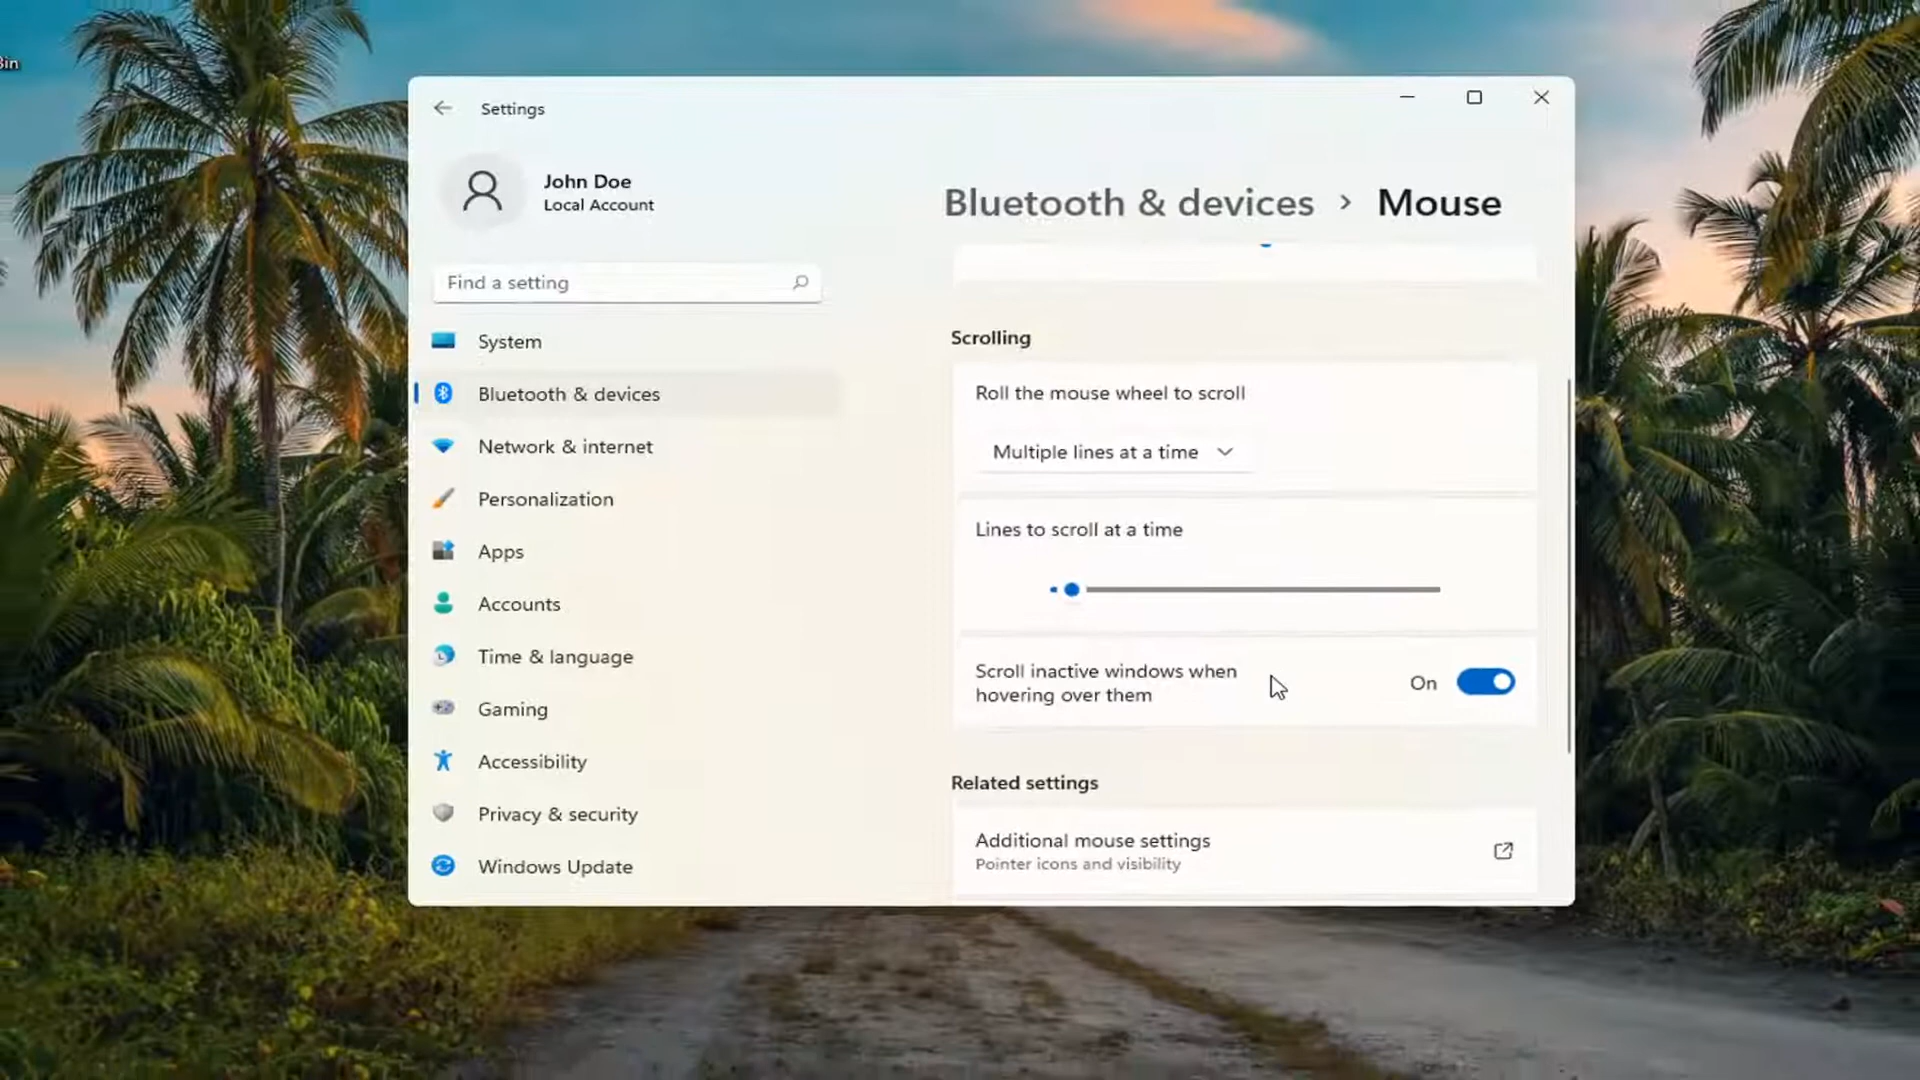 Bin
Settings
John Doe
Local Account
Find a setting
System
Bluetooth & devices
Network & internet
Personalization
Apps
Accounts
Time & language
Gaming
Accessibility
Privacy & security
Windows Update
Bluetooth & devices › Mouse
Scrolling
Roll the mouse wheel to scroll
Multiple lines at a time
Lines to scroll at a time
Scroll inactive windows when
hovering over them
On
Related settings
Additional mouse settings
Pointer icons and visibility